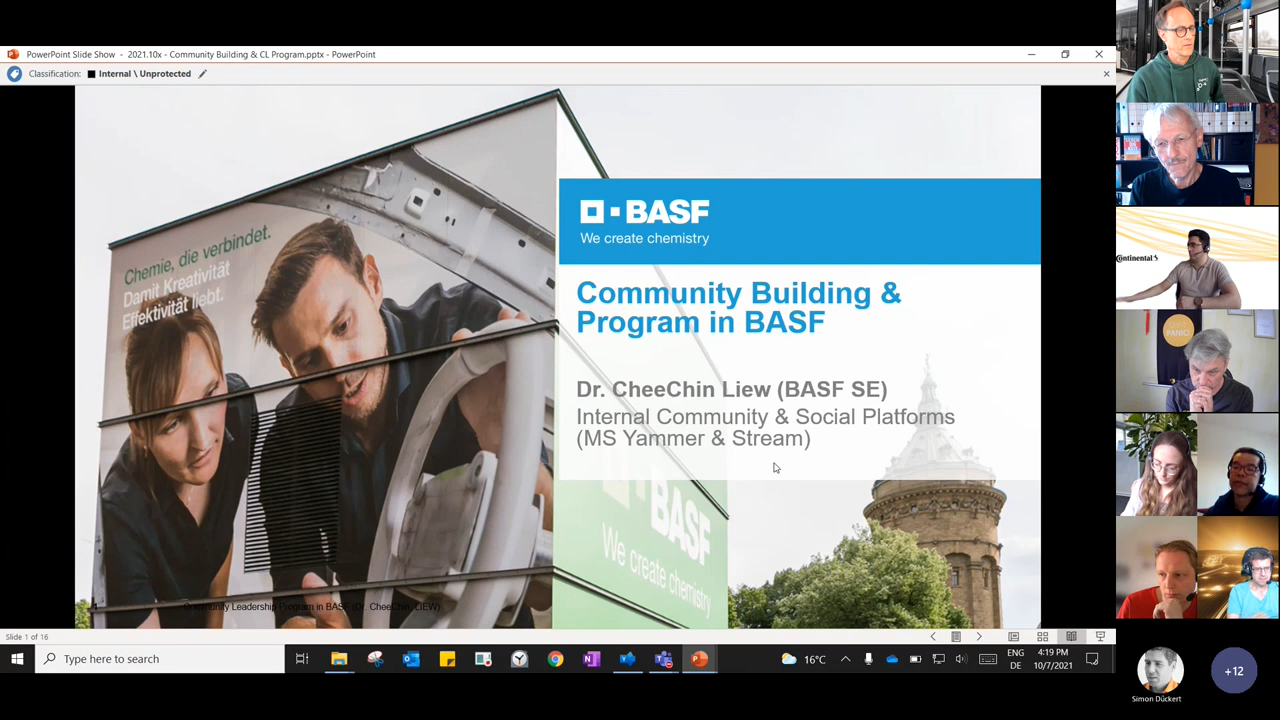 PowerPoint Slide Show - 2021.10x - Community Building & CL Program.pptx - PowerPoint
Classification: Internal \ Unprotected
Chemie, die verbindet.
Damit Kreativität
Effektivität liebt.
BASF
We create chemistry
Community Building &
Program in BASF
Dr. CheeChin Liew (BASF SE)
Internal Community & Social Platforms
(MS Yammer & Stream)
BASF
We create chemistry
Community Leadership Program in BASF (Dr. CheeChin, LIEW)
Slide 1 of 16
Type here to search
16°C
ENG
DE
4:19 PM
10/7/2021
Continental
PANIC
Simon Dückert
+12